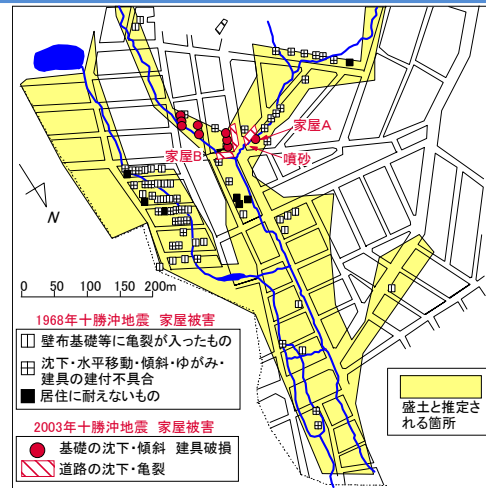 家屋A
家屋B
噴砂
N
0 50 100 150 200m
1968年十勝沖地震 家屋被害
壁布基礎等に亀裂が入ったもの
沈下・水平移動・傾斜・ゆがみ・
建具の建付不具合
居住に耐えないもの
2003年十勝沖地震 家屋被害
基礎の沈下・傾斜 建具破損
道路の沈下・亀裂
盛土と推定さ
れる箇所